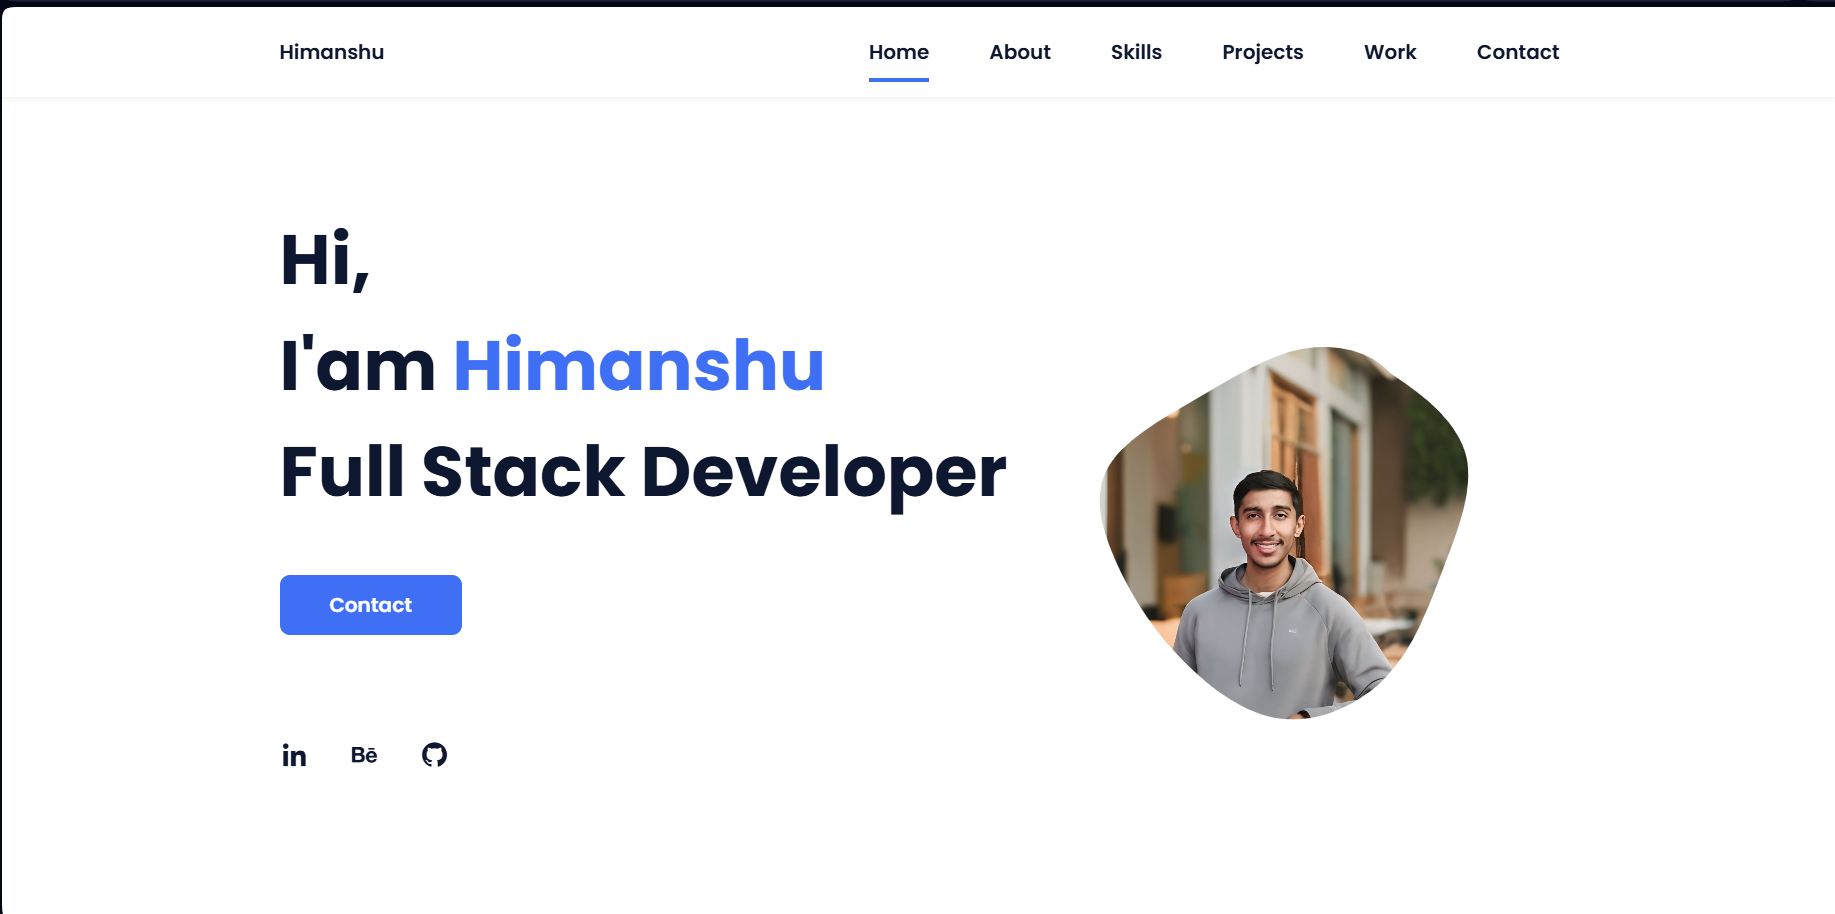 Himanshu
Home About Skills Projects Work Contact
Hi,
I'am Himanshu
Full Stack Developer
Contact
in Bē